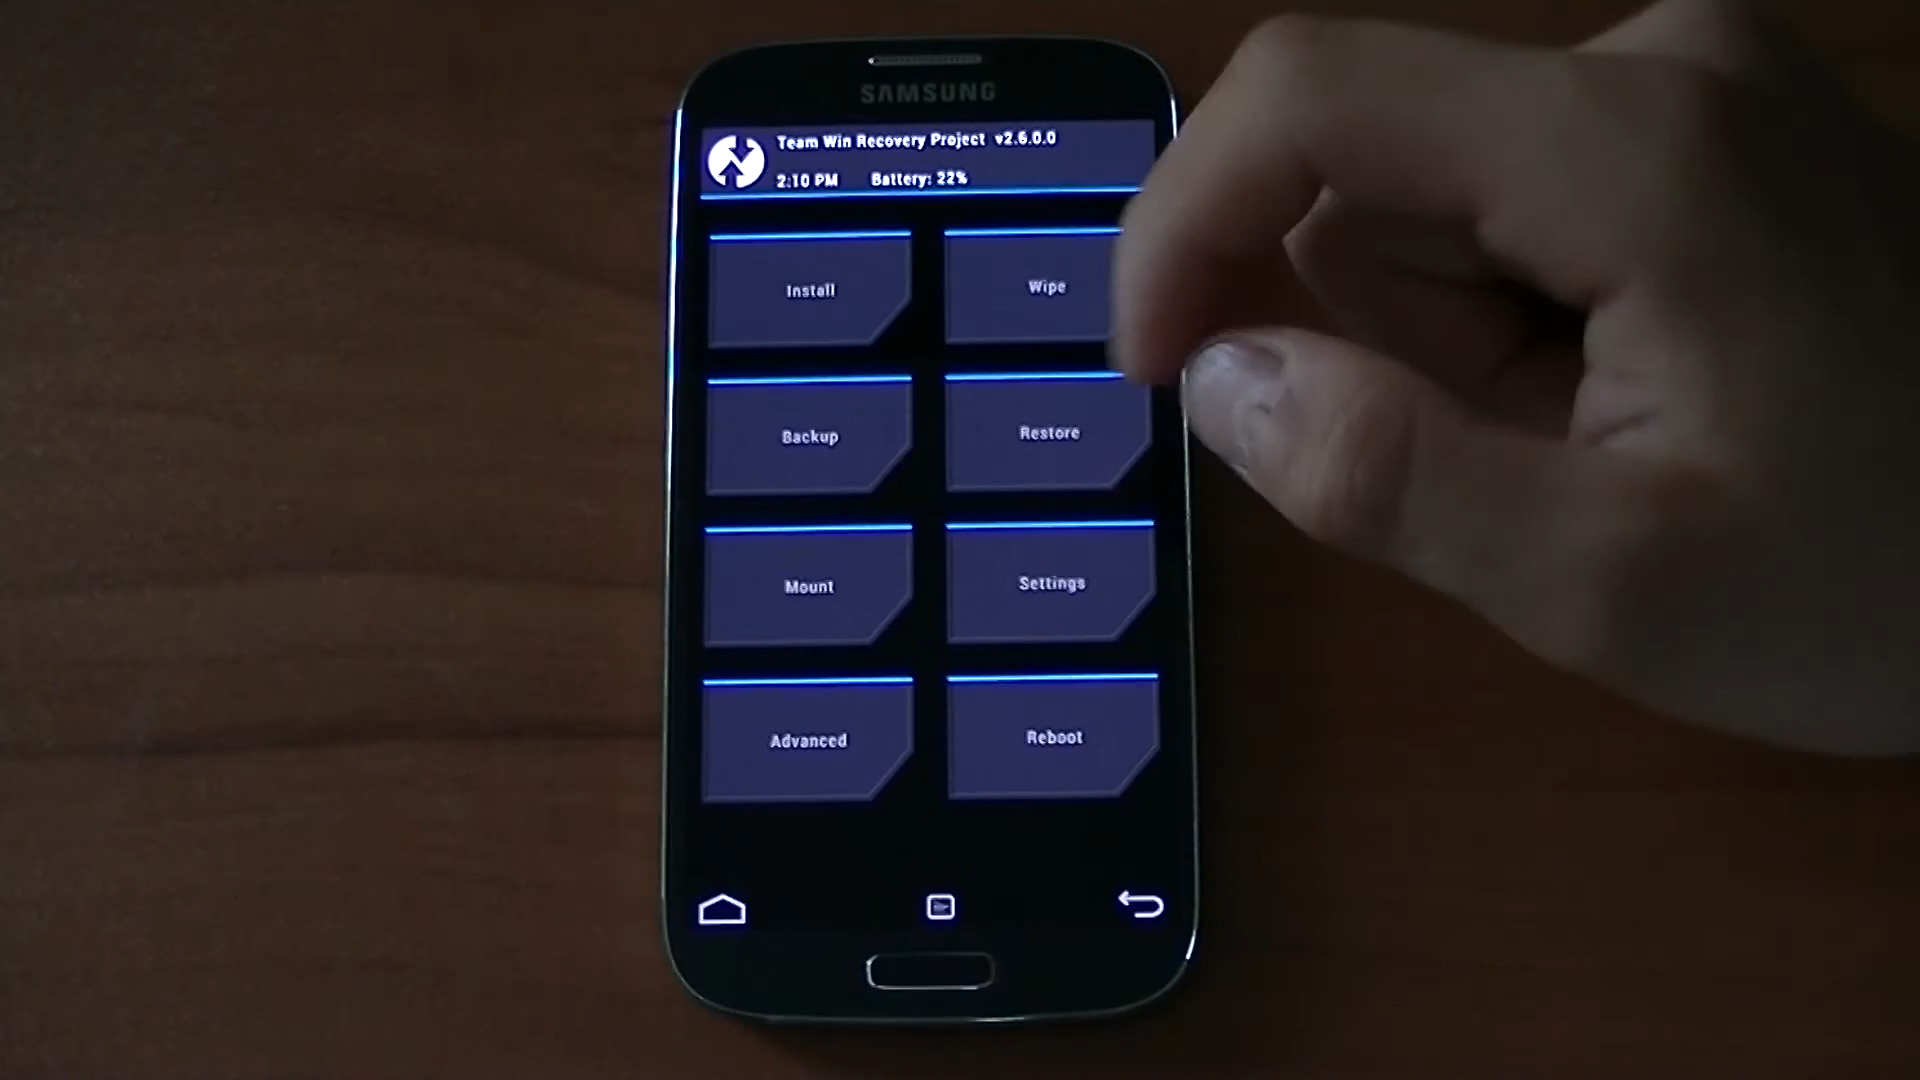 SAMSUNG
Team Win Recovery Project v2.6.0.0
2:10 PM Battery: 22%
Install
Wipe
Backup
Restore
Mount
Settings
Advanced
Reboot